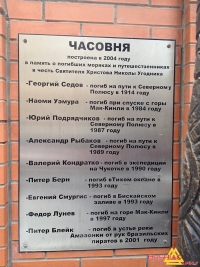 ЧАСОВНЯ
построена в 2004 году
в память о погибших моряках и путешественниках
в честь Святителя Христова Николы Угодника
-Георгий Седов - погиб на пути к Северному
Полюсу в 1914 году
-Наоми Уэмура - погиб при спуске с горы
Мак-Кинли в 1984 году
-Юрий Подрядчиков - погиб на пути к
Северному Полюсу в
1987 году
-Александр Рыбаков - погиб на пути к
Северному Полюсу в
1989 году
-Валерий Кондратко - погиб в экспедиции
на Чукотке в 1990 году
-Питер Борн - погиб в Тихом океане в
1993 году
-Евгений Смургис - погиб в Бискайском
заливе в 1993 году
-Федор Лунев - погиб на горе Мак-Кинли
в 1997 году
-Питер Блейк - погиб в устье реки
Амазонки от рук бразильских
пиратов в 2001 году